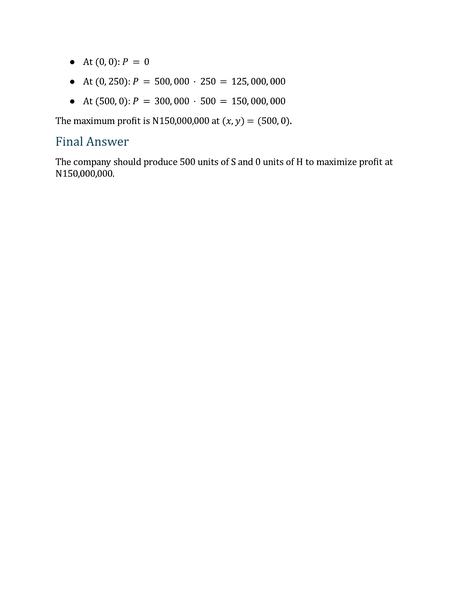 ● At (0, 0): P = 0
● At (0, 250): P = 500,000 · 250 = 125,000,000
● At (500, 0): P = 300,000 · 500 = 150,000,000
The maximum profit is N150,000,000 at (x, y) = (500, 0).
Final Answer
The company should produce 500 units of S and 0 units of H to maximize profit at
N150,000,000.